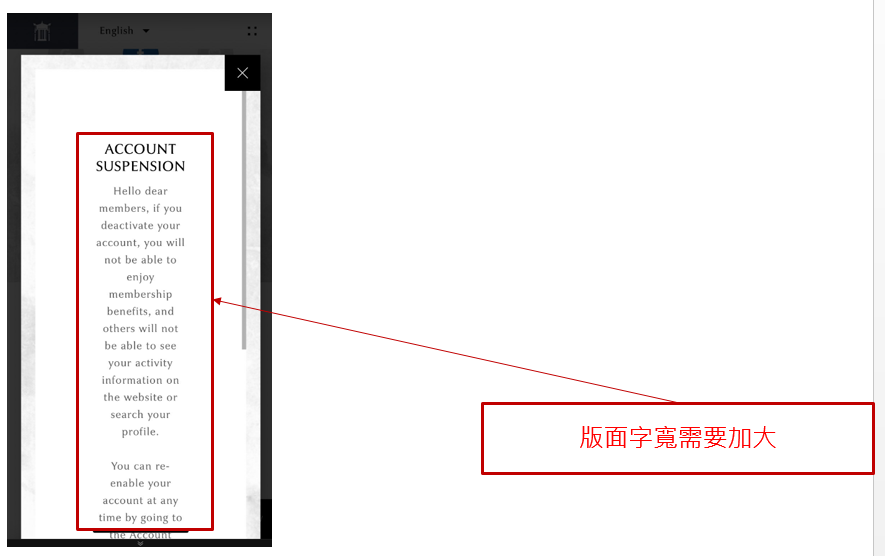 English
ACCOUNT
SUSPENSION
Hello dear
members, if you
deactivate your
account, you will
not be able to
enjoy
membership
benefits, and
others will not
be able to see
your activity
information on
the website or
search your
profile.
You can re-
enable your
account at any
time by going to
the Account
版面字寬需要加大